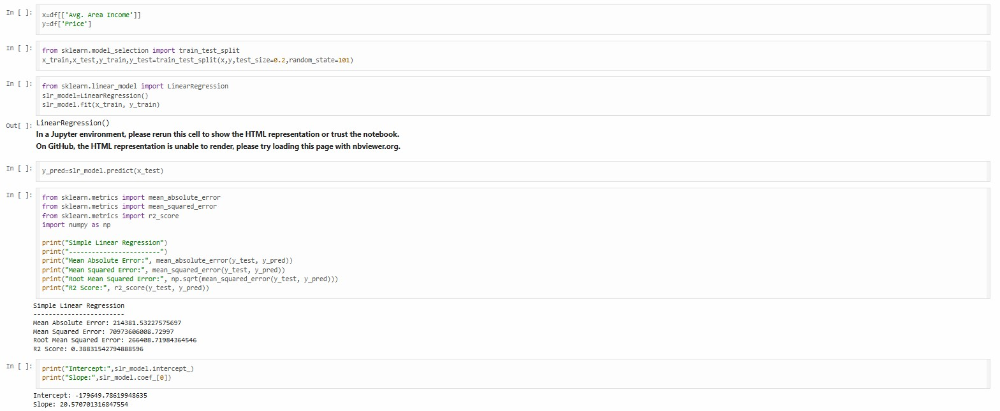 In [ ]:
x=df[['Avg. Area Income']]
y=df['Price']
In [ ]:
from sklearn.model_selection import train_test_split
x_train,x_test,y_train,y_test=train_test_split(x,y,test_size=0.2,random_state=101)
In [ ]:
from sklearn.linear_model import LinearRegression
slr_model=LinearRegression()
slr_model.fit(x_train, y_train)
Out[ ]:
LinearRegression()
In a Jupyter environment, please rerun this cell to show the HTML representation or trust the notebook.
On GitHub, the HTML representation is unable to render, please try loading this page with nbviewer.org.
In [ ]:
y_pred=slr_model.predict(x_test)
In [ ]:
from sklearn.metrics import mean_absolute_error
from sklearn.metrics import mean_squared_error
from sklearn.metrics import r2_score
import numpy as np
print("Simple Linear Regression")
print("------------------------")
print("Mean Absolute Error:", mean_absolute_error(y_test, y_pred))
print("Mean Squared Error:", mean_squared_error(y_test, y_pred))
print("Root Mean Squared Error:", np.sqrt(mean_squared_error(y_test, y_pred)))
print("R2 Score:", r2_score(y_test, y_pred))
Simple Linear Regression
------------------------
Mean Absolute Error: 214381.53227575697
Mean Squared Error: 70973606008.72997
Root Mean Squared Error: 266408.71984364546
R2 Score: 0.38831542794888596
In [ ]:
print("Intercept:",slr_model.intercept_)
print("Slope:",slr_model.coef_[0])
Intercept: -179649.78619948635
Slope: 20.570701316847554